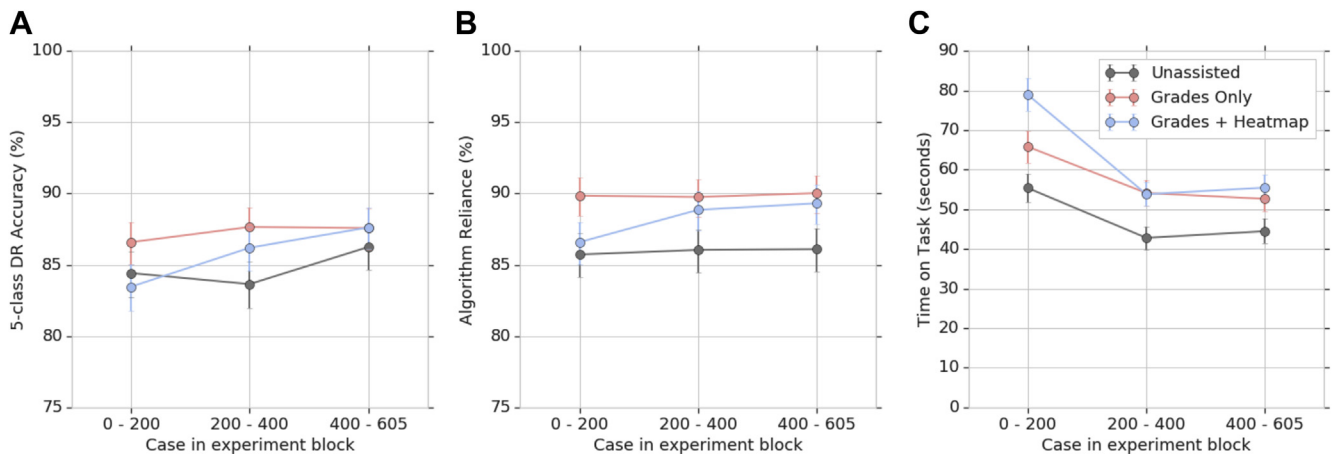 A
100
95
90
85
80
75
5-class DR Accuracy (%)
0 - 200
200 - 400
400 - 605
Case in experiment block
B
100
95
90
85
80
75
Algorithm Reliance (%)
0 - 200
200 - 400
400 - 605
Case in experiment block
C
90
80
70
60
50
40
30
20
10
0
Time on Task (seconds)
Unassisted
Grades Only
Grades + Heatmap
0 - 200
200 - 400
400 - 605
Case in experiment block